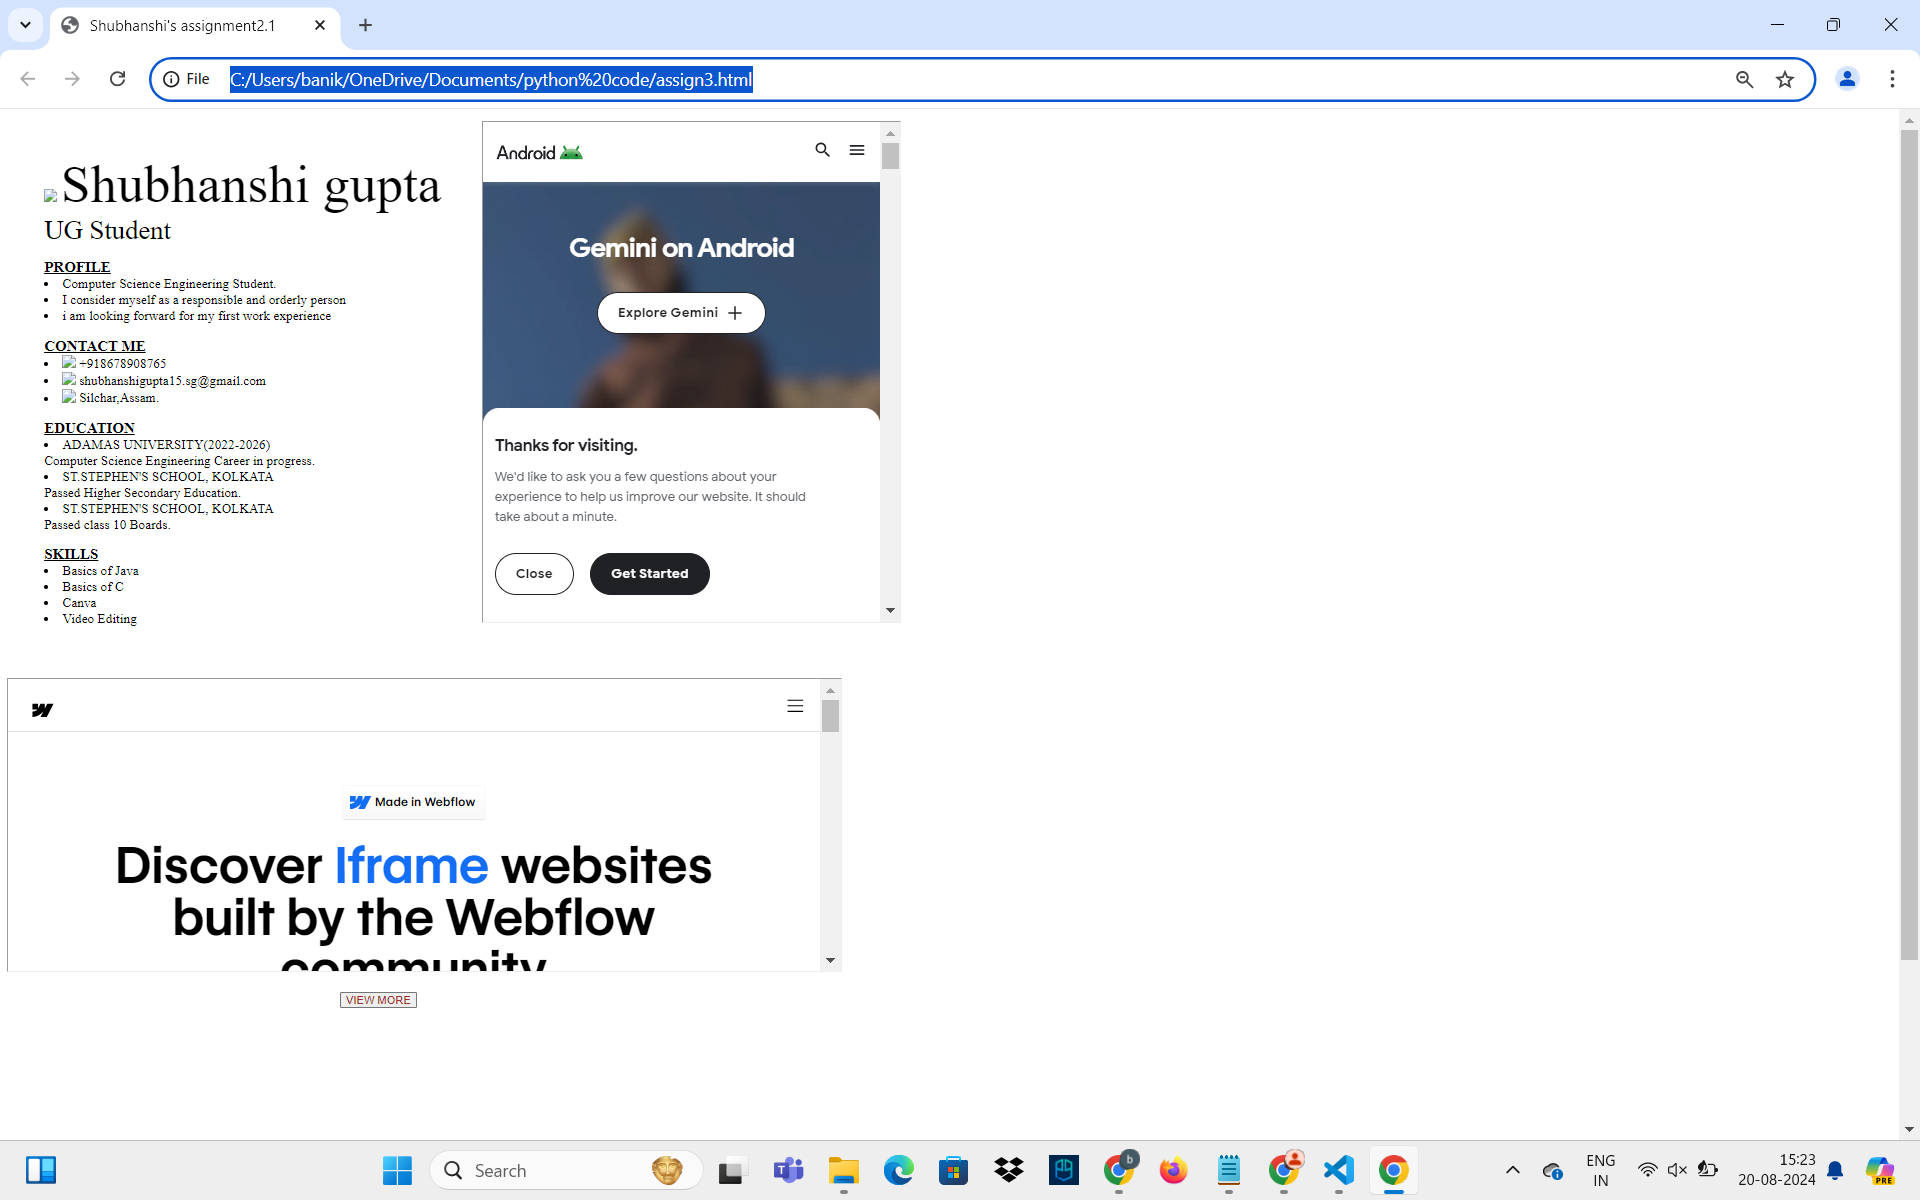 Shubhanshi's assignment2.1
File
C:/Users/banik/OneDrive/Documents/python%20code/assign3.html
Shubhanshi gupta
UG Student
PROFILE
Computer Science Engineering Student.
I consider myself as a responsible and orderly person
i am looking forward for my first work experience
CONTACT ME
+918678908765
shubhanshigupta15.sg@gmail.com
Silchar,Assam.
EDUCATION
ADAMAS UNIVERSITY(2022-2026)
Computer Science Engineering Career in progress.
ST.STEPHEN'S SCHOOL, KOLKATA
Passed Higher Secondary Education.
ST.STEPHEN'S SCHOOL, KOLKATA
Passed class 10 Boards.
SKILLS
Basics of Java
Basics of C
Canva
Video Editing
Android
Gemini on Android
Explore Gemini
Thanks for visiting.
We'd like to ask you a few questions about your
experience to help us improve our website. It should
take about a minute.
Close
Get Started
Made in Webflow
Discover Iframe websites
built by the Webflow
community
VIEW MORE
Search
b
ENG
IN
15:23
20-08-2024
PRE